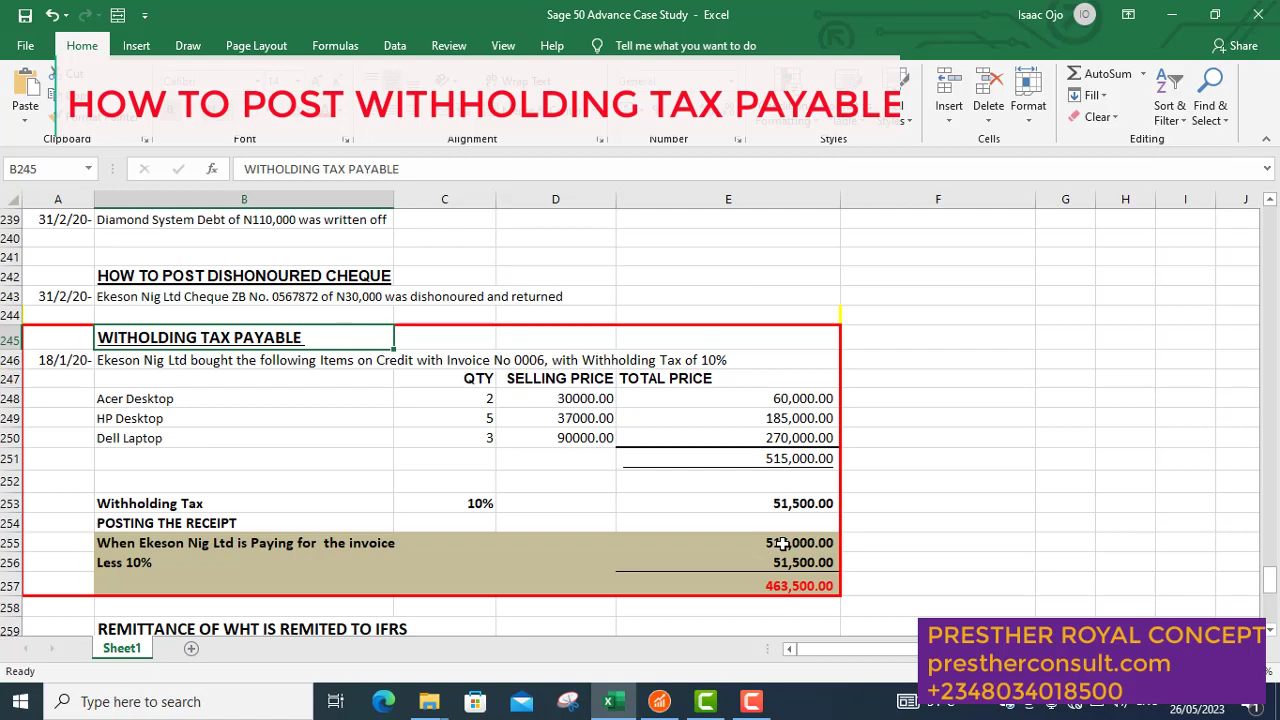 Sage 50 Advance Case Study - Excel
Isaac Ojo
IO
File Home Insert Draw Page Layout Formulas Data Review View Help Tell me what you want to do Share
HOW TO POST WITHHOLDING TAX PAYABLE
Cut
Calibri 14 Wrap Text General
Paste
Insert Delete Format
AutoSum
Fill
Clear
Sort & Filter
Find & Select
Clipboard Font Alignment Number Cells Editing
B245 fx WITHOLDING TAX PAYABLE
A B C D E F G H I J
239 31/2/20- Diamond System Debt of N110,000 was written off
240
241
242 HOW TO POST DISHONOURED CHEQUE
243 31/2/20- Ekeson Nig Ltd Cheque ZB No. 0567872 of N30,000 was dishonoured and returned
244
245 WITHOLDING TAX PAYABLE
246 18/1/20- Ekeson Nig Ltd bought the following Items on Credit with Invoice No 0006, with Withholding Tax of 10%
247 QTY SELLING PRICE TOTAL PRICE
248 Acer Desktop 2 30000.00 60,000.00
249 HP Desktop 5 37000.00 185,000.00
250 Dell Laptop 3 90000.00 270,000.00
251 515,000.00
252
253 Withholding Tax 10% 51,500.00
254 POSTING THE RECEIPT
255 When Ekeson Nig Ltd is Paying for the invoice
256 Less 10% 51,500.00
257 463,500.00
258
259 REMITTANCE OF WHT IS REMITED TO IFRS
Sheet1
Ready
PRESTHER ROYAL CONCEPT
prestherconsult.com
+2348034018500
Type here to search
26/05/2023